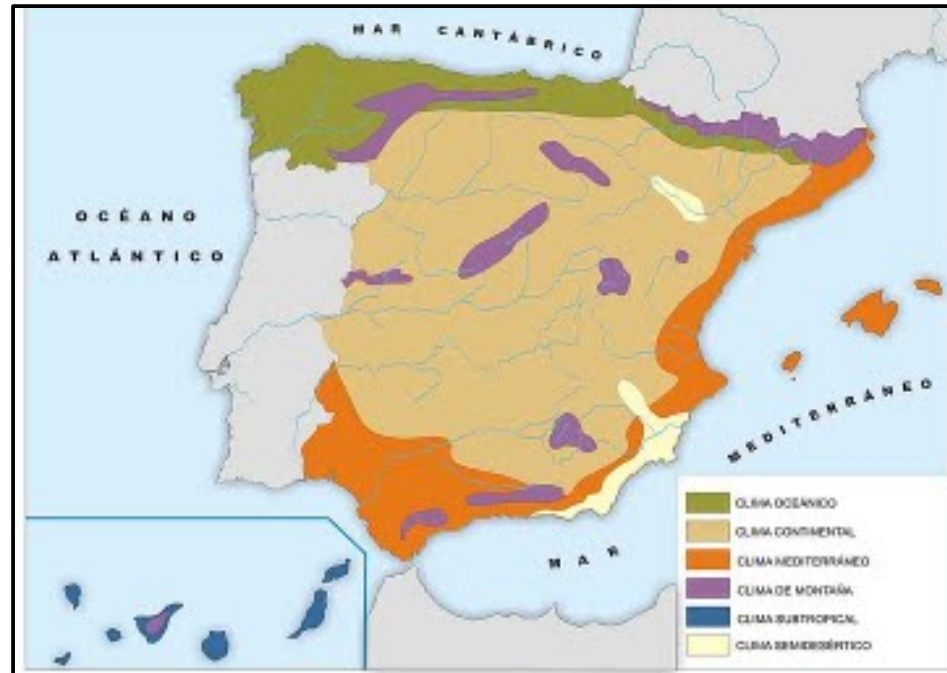 MAR CANTÁBRICO
OCÉANO
ATLÁNTICO
MEDITERRÁNEO
MAR
CLIMA OCEÁNICO
CLIMA CONTINENTAL
CLIMA MEDITERRÁNEO
CLIMA DE MONTAÑA
CLIMA SUBTROPICAL
CLIMA SEMIDESÉRTICO